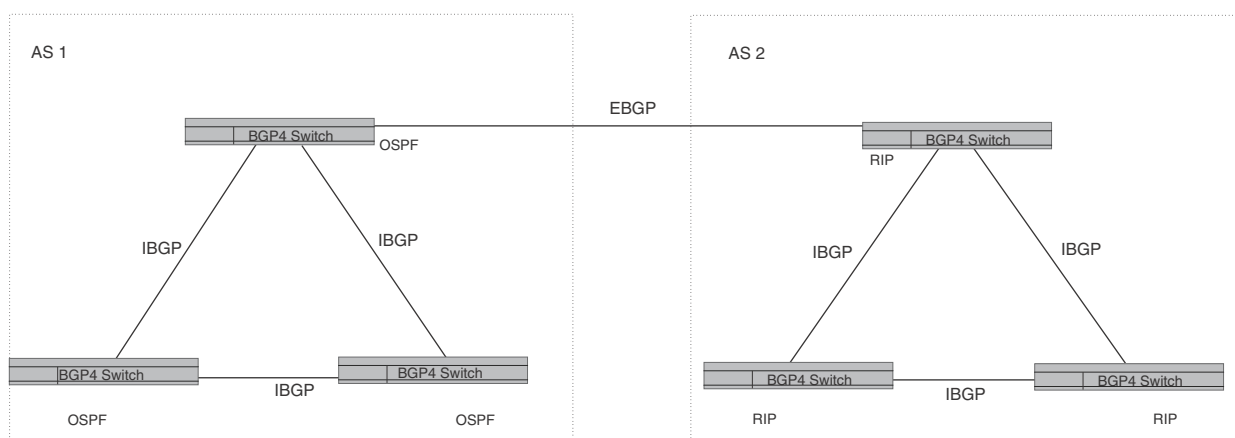 AS 1
AS 2
EBGP
BGP4 Switch
OSPF
BGP4 Switch
RIP
IBGP
IBGP
IBGP
IBGP
BGP4 Switch
IBGP
BGP4 Switch
BGP4 Switch
IBGP
BGP4 Switch
OSPF
OSPF
RIP
RIP